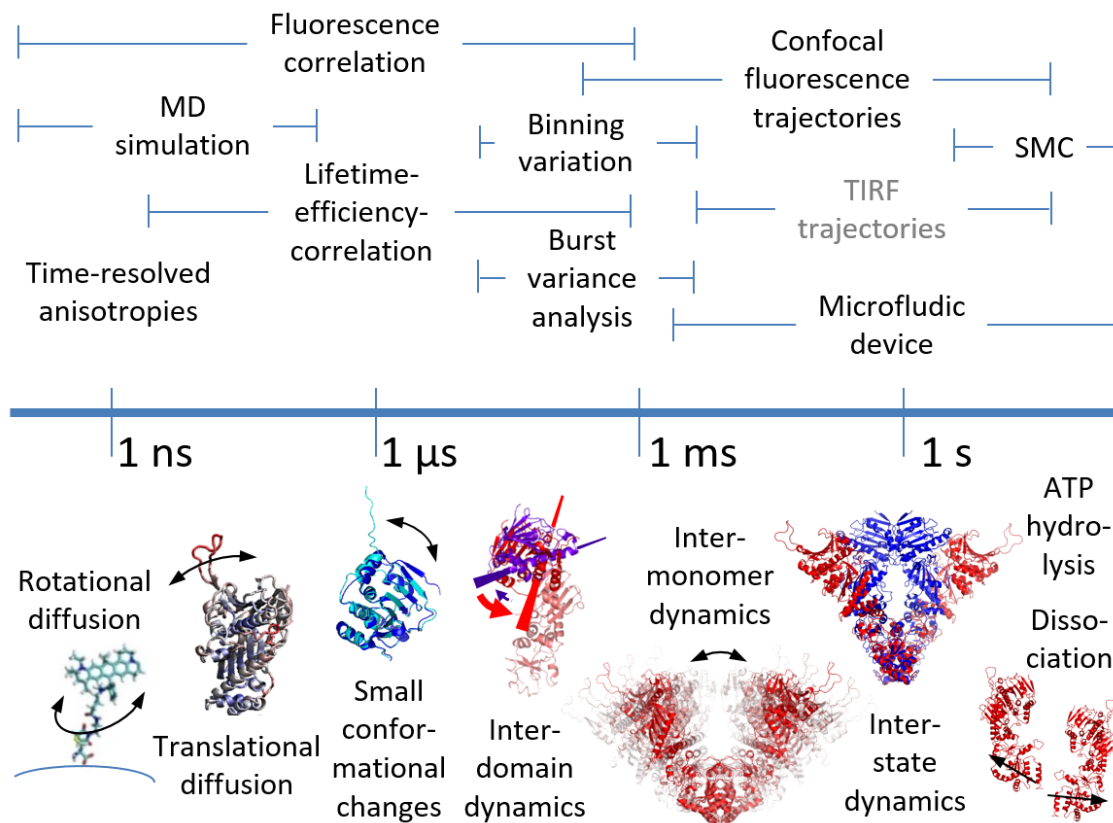 Fluorescence
correlation
Confocal
fluorescence
trajectories
MD
simulation
Binning
variation
SMC
Lifetime-
efficiency-
correlation
TIRF
trajectories
Time-resolved
anisotropies
Burst
variance
analysis
Microfludic
device
1 ns
1 µs
1 ms
1 s
Rotational
diffusion
Translational
diffusion
Small
confor-
mational
changes
Inter-
domain
dynamics
Inter-
monomer
dynamics
Inter-
state
dynamics
ATP
hydro-
lysis
Disso-
ciation